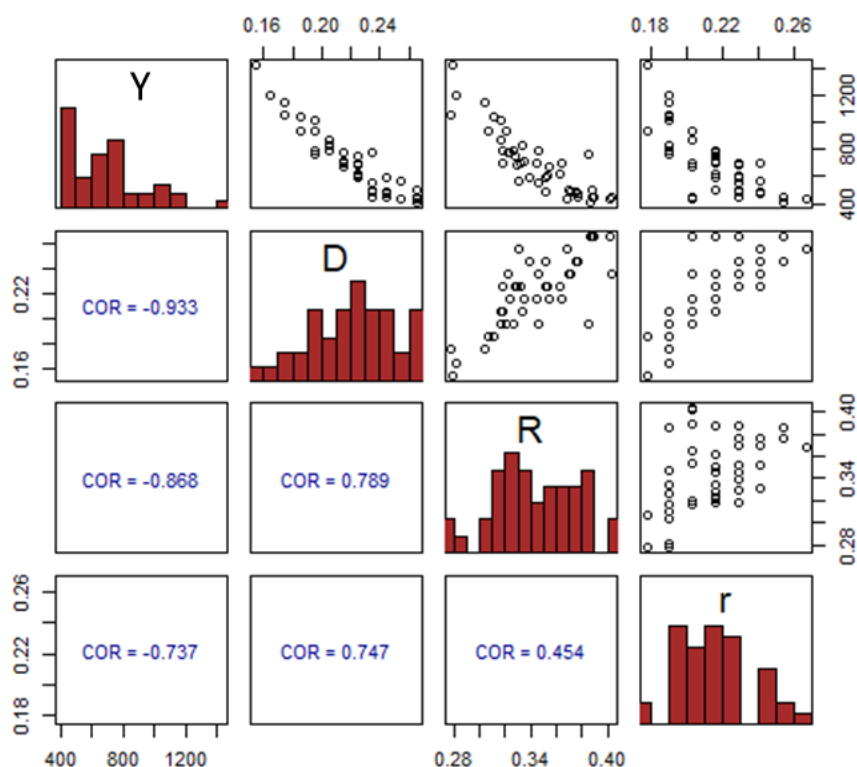 0.16 0.20 0.24
0.18 0.22 0.26
Y
400 800 1200
D
0.16 0.22
COR = -0.933
R
0.28 0.34 0.40
COR = -0.868
COR = 0.789
r
0.18 0.22 0.26
COR = -0.737
COR = 0.747
COR = 0.454
400 800 1200
0.28 0.34 0.40